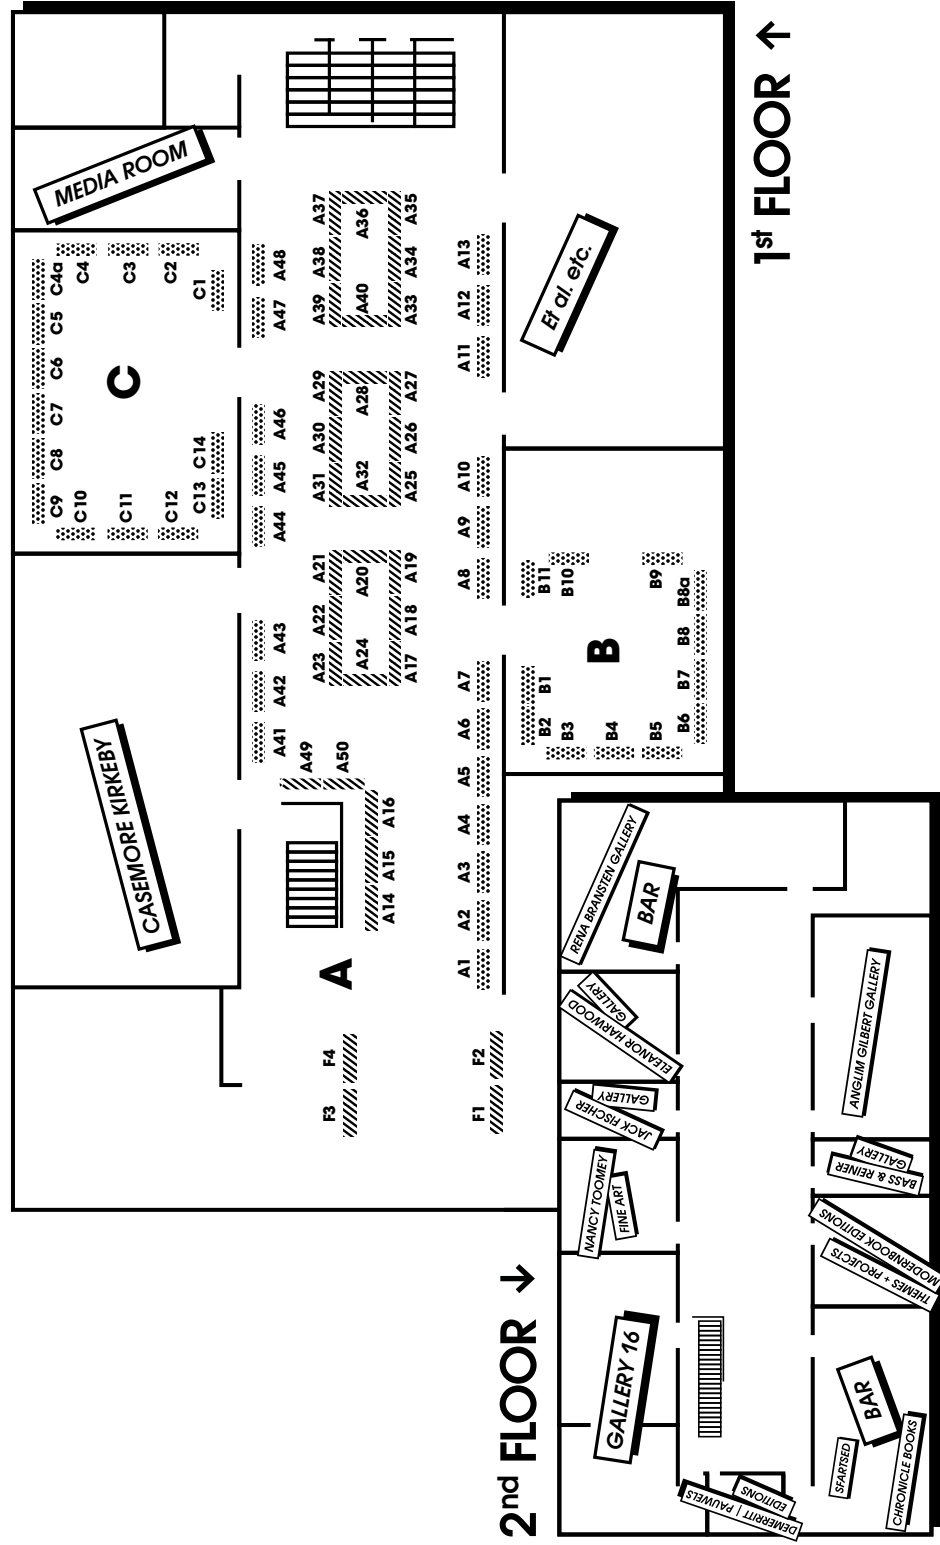 1st FLOOR ↑
MEDIA ROOM
C4a
C4
C3
C2
C1
C5
C6
C7
C8
C9
C10
C11
C12
C13
C14
C
A48
A47
A46
A45
A44
A43
A42
A41
A37
A38
A39
A36
A40
A35
A34
A33
A29
A30
A31
A28
A32
A27
A26
A25
A21
A22
A23
A20
A24
A19
A18
A17
A13
A12
A11
A10
A9
A8
A7
A6
A5
A4
A3
A2
A1
A49
A50
A16
A15
A14
A
Et al. etc.
B11
B10
B9
B8a
B8
B7
B6
B5
B4
B3
B2
B1
B
CASEMORE KIRKEBY
F4
F3
F2
F1
2nd FLOOR ↓
RENA BRANSTEN GALLERY
BAR
ELEANOR HARWOOD
GALLERY
JACK FISCHER
GALLERY
NANCY TOOMEY
FINE ART
GALLERY 16
ANGLIM GILBERT GALLERY
BASS & REINER
GALLERY
MODERNBOOK EDITIONS
THEMES + PROJECTS
BAR
SFARTSED
CHRONICLE BOOKS
DEMERRITT | PAUWELS
EDITIONS